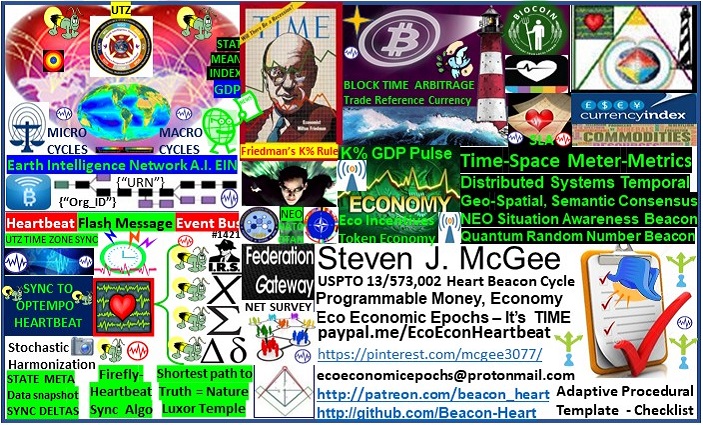 UTZ
STATE
MEAN
INDEX
GDP
MICRO
CYCLES
MACRO
CYCLES
Earth Intelligence Network A.I. EIN
{"URN"}
{"Org_ID"}
Heartbeat Flash Message Event Bus
UTZ TIME ZONE SYNC
SYNC TO
OPTEMPO
HEARTBEAT
Stochastic
Harmonization
STATE META
Data snapshot
SYNC DELTAS
Firefly-
Heartbeat
Sync Algo
#1421
I.R.S.
X
Σ
Δ δ
Shortest path to
Truth = Nature
Luxor Temple
TIME
Economist
Milton Friedman
Friedman's K% Rule
NEO
Federation
Gateway
NET SURVEY
BLOCK TIME ARBITRAGE
Trade Reference Currency
K% GDP Pulse
ECONOMY
Eco Incentives
Token Economy
BIOCOIN
SLA
currencyindex
COMMODITIES
Time-Space Meter-Metrics
Distributed Systems Temporal
Geo-Spatial, Semantic Consensus
NEO Situation Awareness Beacon
Quantum Random Number Beacon
Steven J. McGee
USPTO 13/573,002 Heart Beacon Cycle
Programmable Money, Economy
Eco Economic Epochs – It's TIME
paypal.me/EcoEconHeartbeat
https://pinterest.com/mcgee3077/
ecoeconomicepochs@protonmail.com
http://patreon.com/beacon_heart
http://github.com/Beacon-Heart
Adaptive Procedural
Template - Checklist